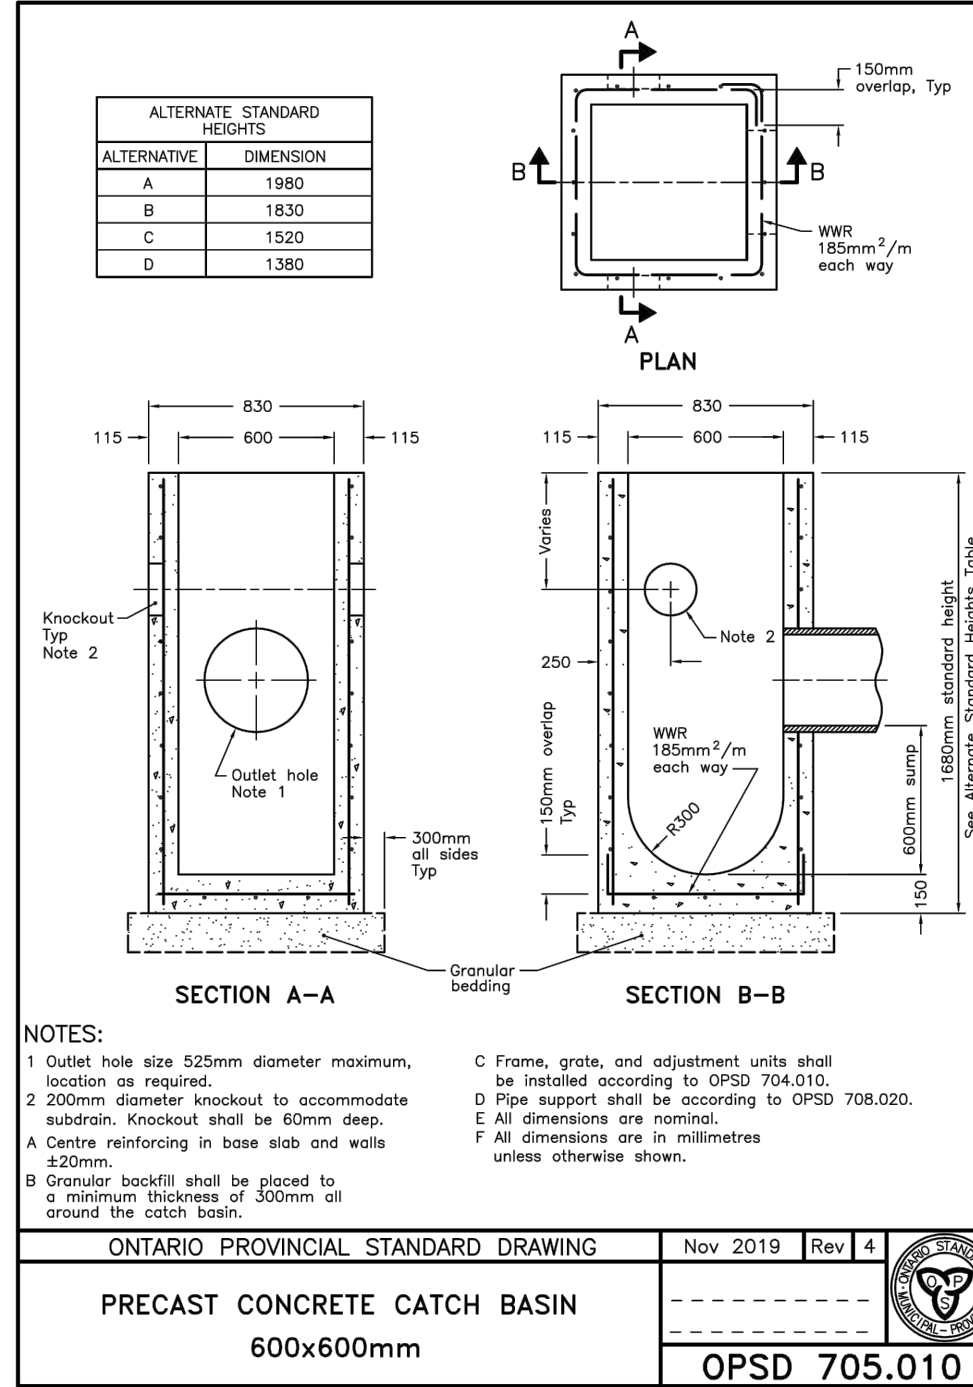 ALTERNATE STANDARD
HEIGHTS
ALTERNATIVE DIMENSION
A 1980
B 1830
C 1520
D 1380
A
150mm
overlap, Typ
B B
WWR
185mm²/m
each way
A
PLAN
830
115 600 115
Knockout
Typ
Note 2
Outlet hole
Note 1
300mm
all sides
Typ
SECTION A-A
830
115 600 115
Varies
Note 2
250
150mm overlap
Typ
WWR
185mm²/m
each way
R300
600mm sump
150
1680mm standard height
See Alternate Standard Heights Table
Granular
bedding
SECTION B-B
NOTES:
1 Outlet hole size 525mm diameter maximum,
location as required.
2 200mm diameter knockout to accommodate
subdrain. Knockout shall be 60mm deep.
A Centre reinforcing in base slab and walls
±20mm.
B Granular backfill shall be placed to
a minimum thickness of 300mm all
around the catch basin.
C Frame, grate, and adjustment units shall
be installed according to OPSD 704.010.
D Pipe support shall be according to OPSD 708.020.
E All dimensions are nominal.
F All dimensions are in millimetres
unless otherwise shown.
ONTARIO PROVINCIAL STANDARD DRAWING
Nov 2019 Rev 4
PRECAST CONCRETE CATCH BASIN
600x600mm
OPSD 705.010
ONTARIO
MUNICIPAL-
O P S